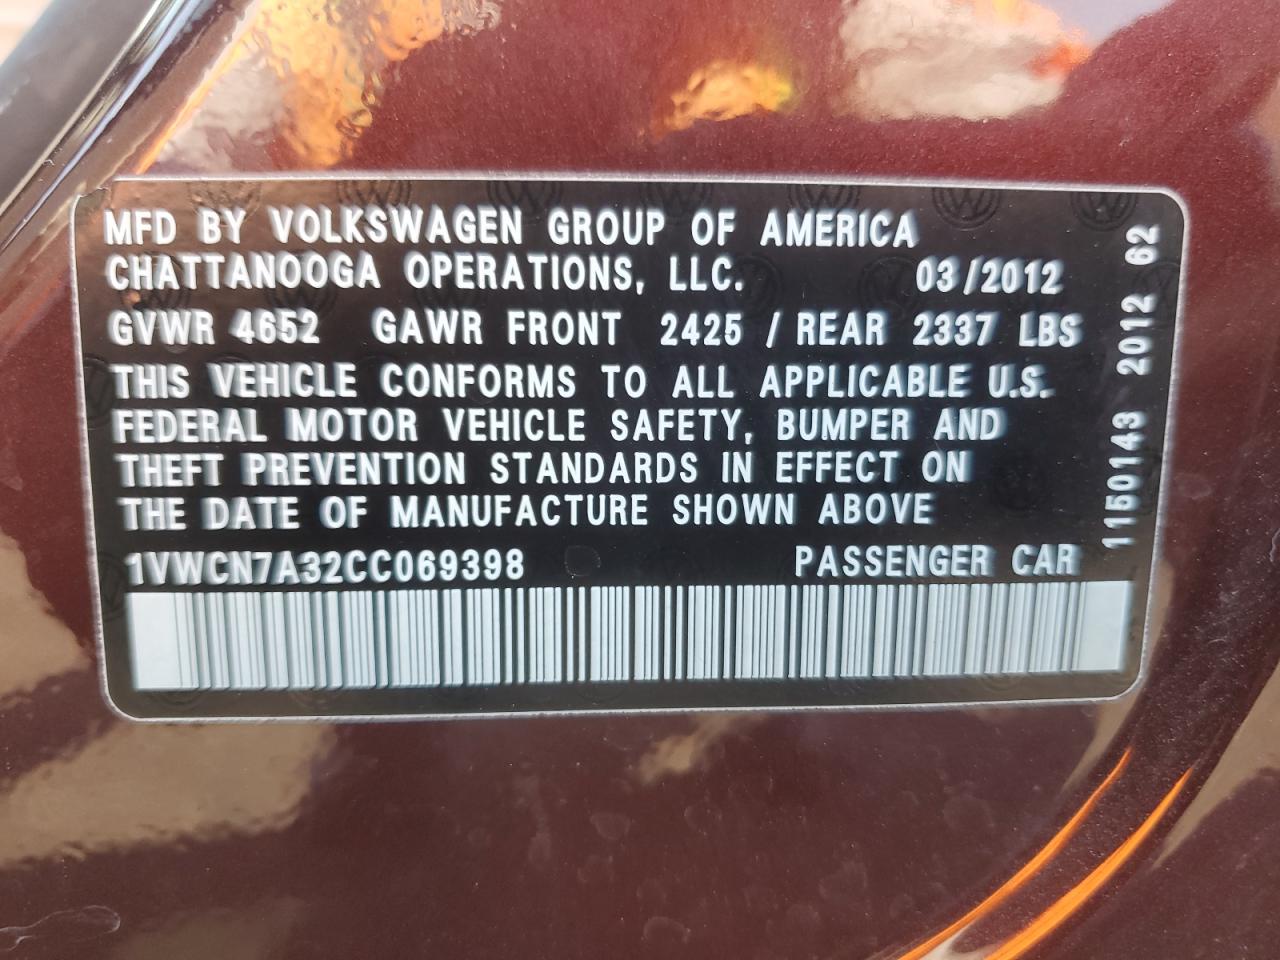 MFD BY VOLKSWAGEN GROUP OF AMERICA
CHATTANOOGA OPERATIONS, LLC. 03/2012
GVWR 4652 GAWR FRONT 2425 / REAR 2337 LBS
THIS VEHICLE CONFORMS TO ALL APPLICABLE U.S.
FEDERAL MOTOR VEHICLE SAFETY, BUMPER AND
THEFT PREVENTION STANDARDS IN EFFECT ON
THE DATE OF MANUFACTURE SHOWN ABOVE
1VWCN7A32CC069398 PASSENGER CAR
1150143 2012 62